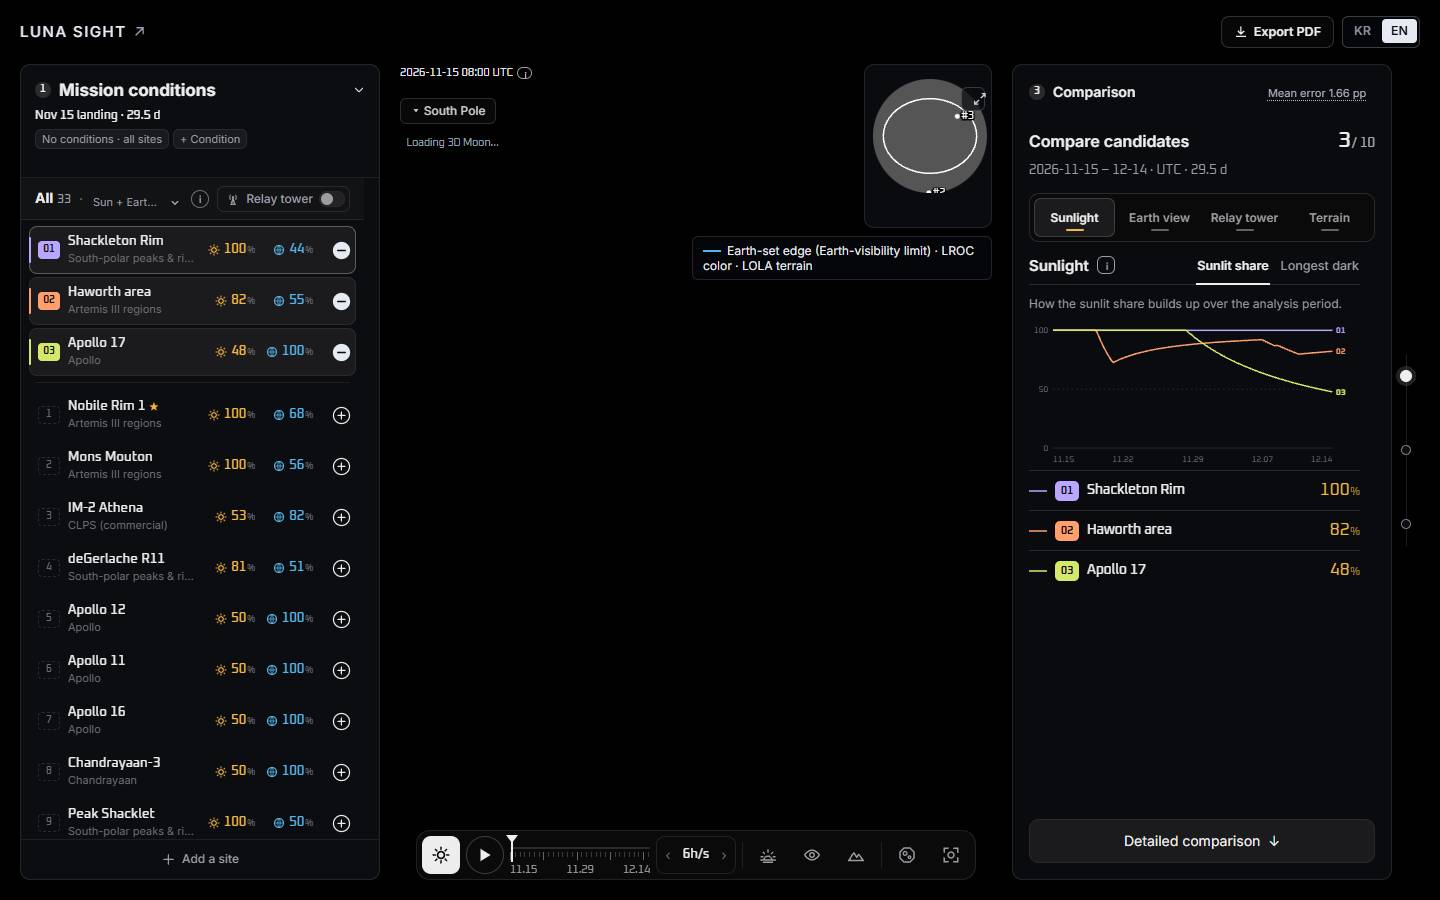 LUNA SIGHT
Export PDF
KR EN
1 Mission conditions
Nov 15 landing · 29.5 d
No conditions · all sites + Condition
All 33 · Sun + Eart... Relay tower
01 Shackleton Rim 100% 44%
South-polar peaks & ri...
02 Haworth area 82% 55%
Artemis III regions
03 Apollo 17 48% 100%
Apollo
1 Nobile Rim 1 ★ 100% 68%
Artemis III regions
2 Mons Mouton 100% 56%
Artemis III regions
3 IM-2 Athena 53% 82%
CLPS (commercial)
4 deGerlache R11 81% 51%
South-polar peaks & ri...
5 Apollo 12 50% 100%
Apollo
6 Apollo 11 50% 100%
Apollo
7 Apollo 16 50% 100%
Apollo
8 Chandrayaan-3 50% 100%
Chandrayaan
9 Peak Shacklet 100% 50%
South-polar peaks & ri...
+ Add a site
2026-11-15 08:00 UTC
South Pole
Loading 3D Moon...
#3
#2
Earth-set edge (Earth-visibility limit) · LROC
color · LOLA terrain
6h/s
11.15 11.29 12.14
3 Comparison
Mean error 1.66 pp
Compare candidates 3 / 10
2026-11-15 – 12-14 · UTC · 29.5 d
Sunlight Earth view Relay tower Terrain
Sunlight Sunlit share Longest dark
How the sunlit share builds up over the analysis period.
100 01
02
50 03
0
11.15 11.22 11.29 12.07 12.14
01 Shackleton Rim 100%
02 Haworth area 82%
03 Apollo 17 48%
Detailed comparison ↓